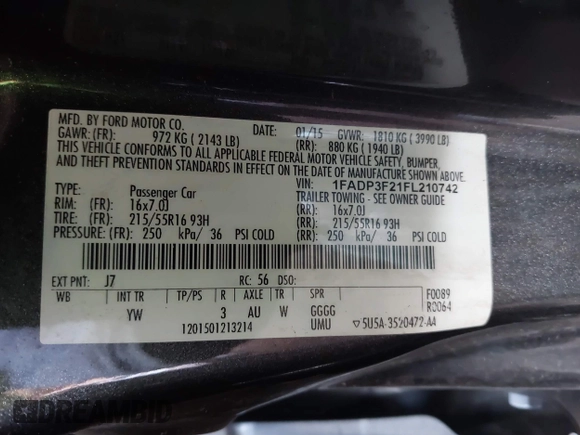 MFD. BY FORD MOTOR CO.
DATE: 01/15 GVWR: 1810 KG ( 3990 LB)
GAWR: (FR): 972 KG ( 2143 LB) (RR): 880 KG ( 1940 LB)
THIS VEHICLE CONFORMS TO ALL APPLICABLE FEDERAL MOTOR VEHICLE SAFETY, BUMPER,
AND THEFT PREVENTION STANDARDS IN EFFECT ON THE DATE OF MANUFACTURE SHOWN ABOVE.
VIN: 1FADP3F21FL210742
TYPE: Passenger Car TRAILER TOWING - SEE OWNER GUIDE
RIM: (FR): 16x7.0J (RR): 16x7.0J
TIRE: (FR): 215/55R16 93H (RR): 215/55R16 93H
PRESSURE: (FR): 250 kPa/ 36 PSI COLD (RR): 250 kPa/ 36 PSI COLD
EXT PNT: J7 RC: 56 DSO: F0089
WB INT TR TP/PS R AXLE TR SPR R0064
YW 3 AU W GGGG
1201501213214 UMU ▽5U5A-3520472-AA
DREAMBID